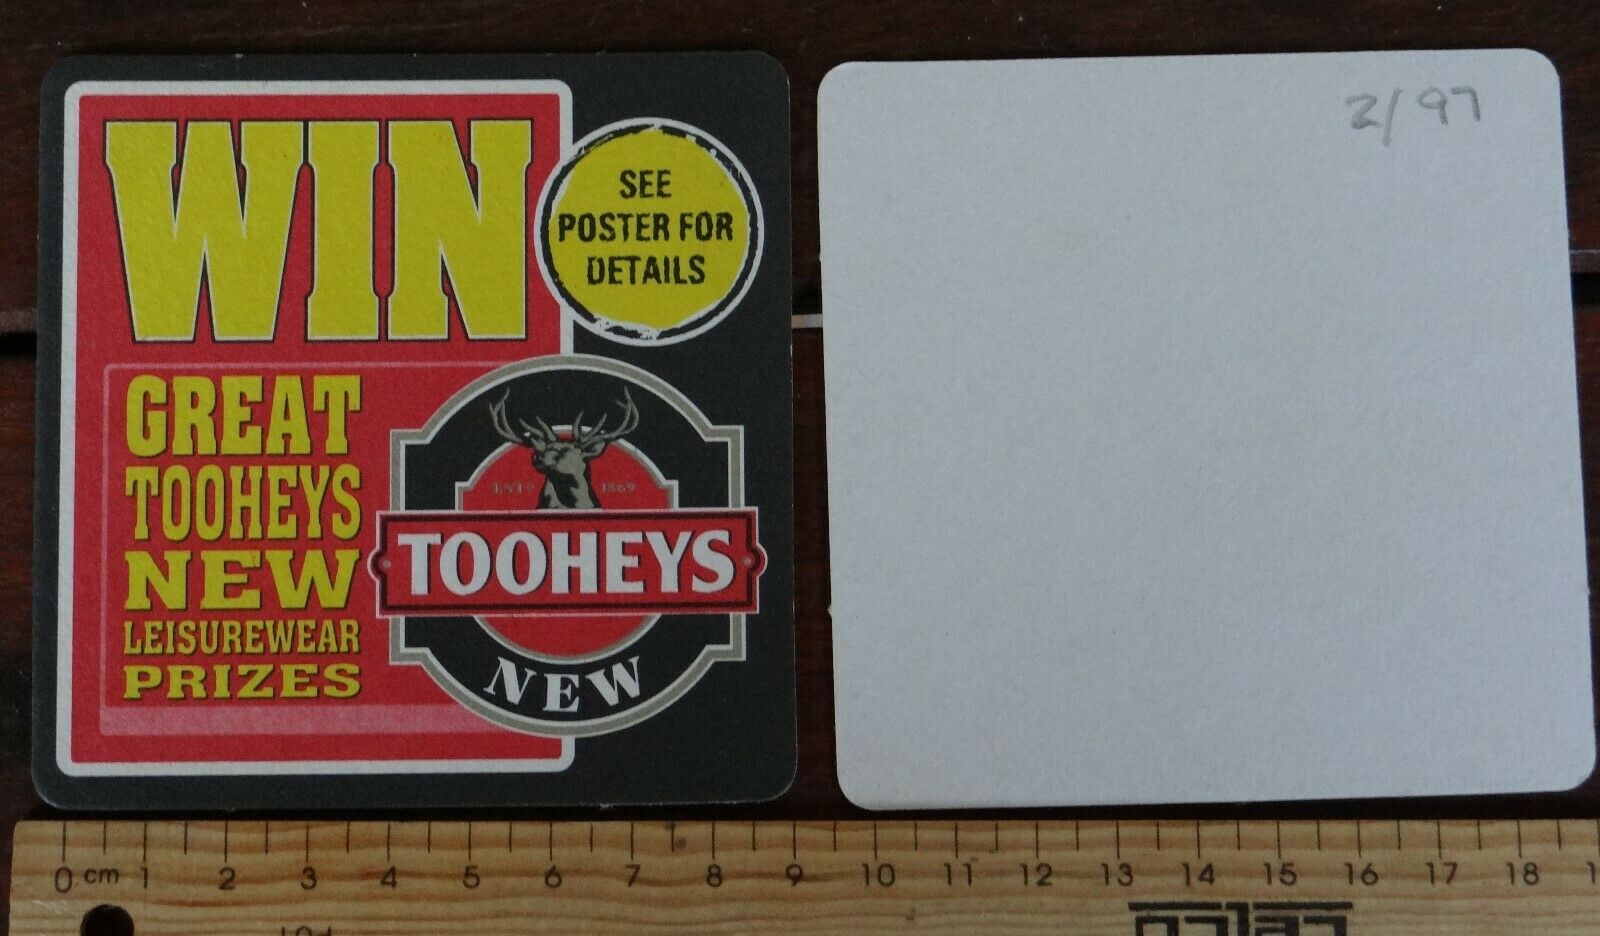 WIN
SEE
POSTER FOR
DETAILS
GREAT
TOOHEYS
NEW
LEISUREWEAR
PRIZES
ESTD 1869
TOOHEYS
NEW
2/97
0 cm 1 2 3 4 5 6 7 8 9 10 11 12 13 14 15 16 17 18